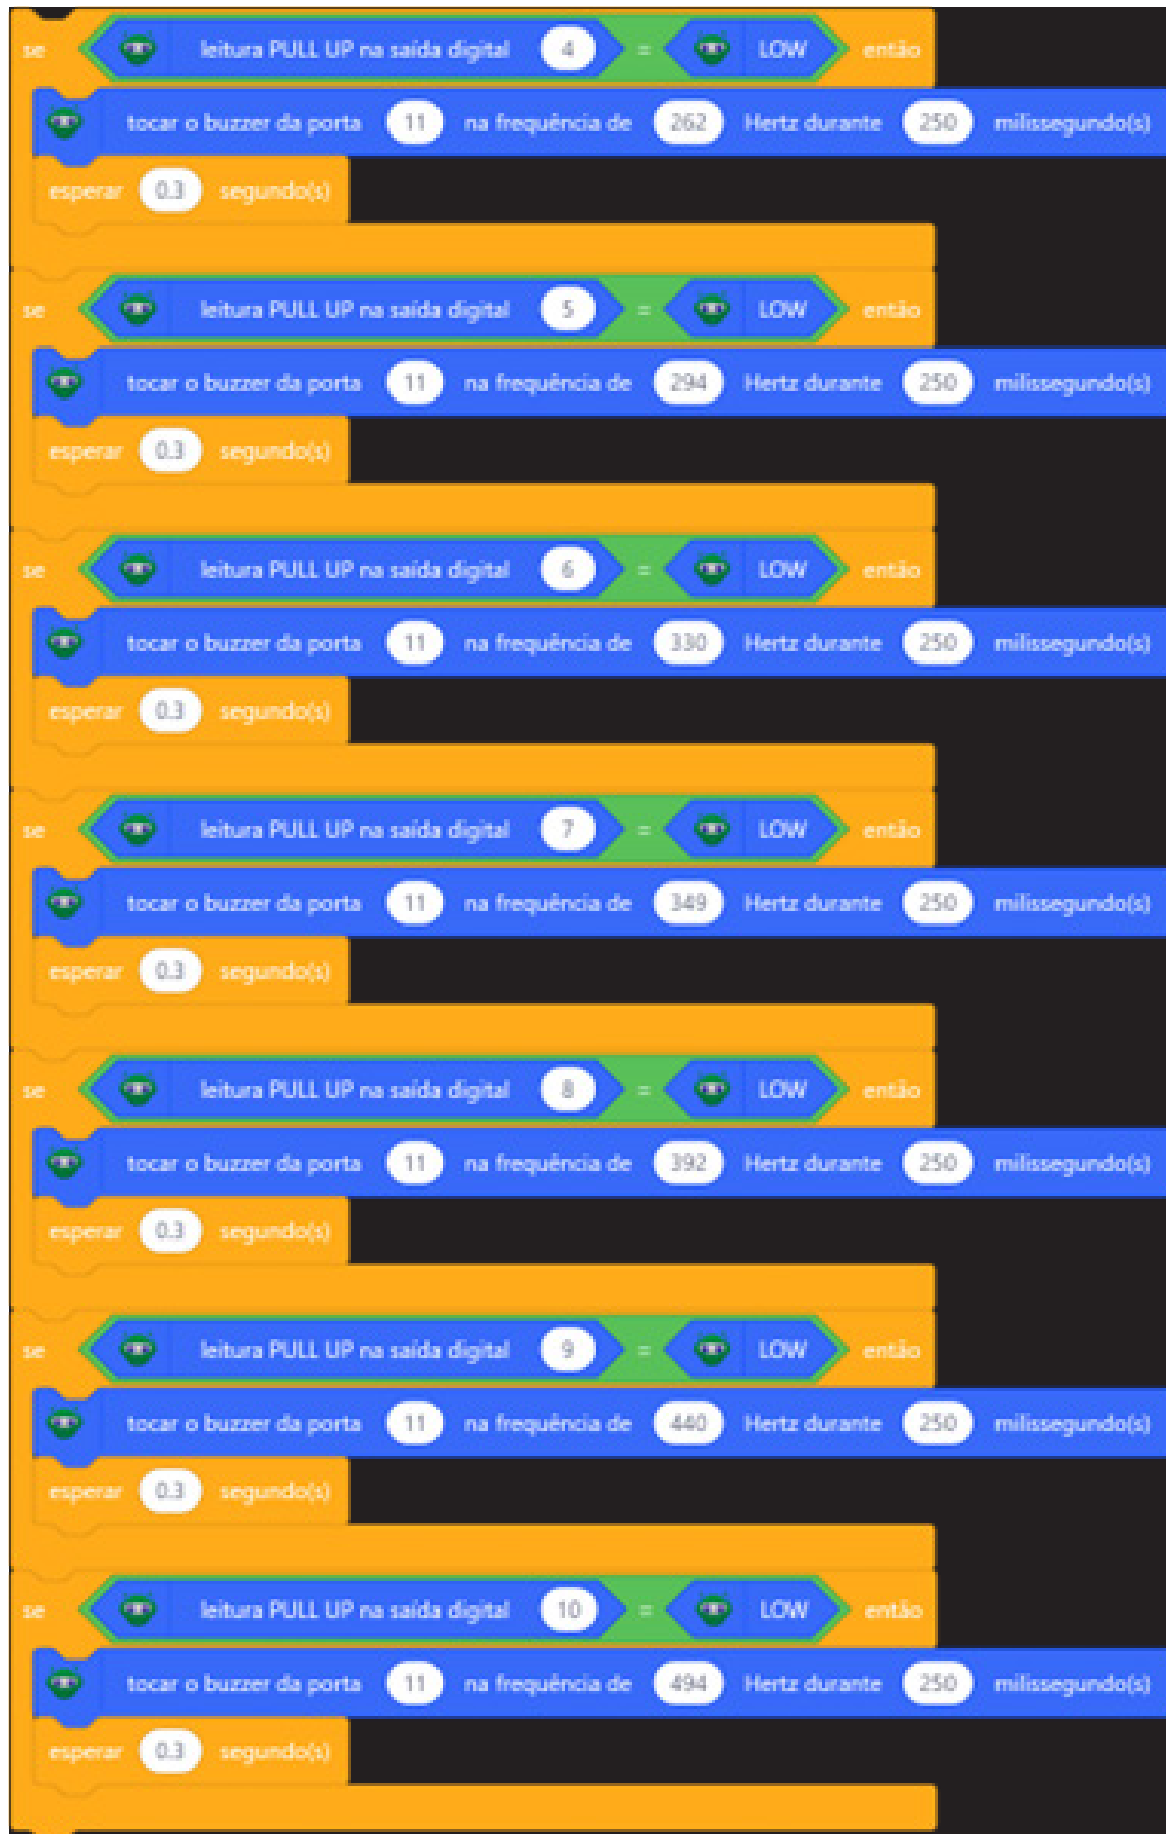 se leitura PULL UP na saída digital 4 = LOW então
tocar o buzzer da porta 11 na frequência de 262 Hertz durante 250 milissegundo(s)
esperar 0.3 segundo(s)
se leitura PULL UP na saída digital 5 = LOW então
tocar o buzzer da porta 11 na frequência de 294 Hertz durante 250 milissegundo(s)
esperar 0.3 segundo(s)
se leitura PULL UP na saída digital 6 = LOW então
tocar o buzzer da porta 11 na frequência de 330 Hertz durante 250 milissegundo(s)
esperar 0.3 segundo(s)
se leitura PULL UP na saída digital 7 = LOW então
tocar o buzzer da porta 11 na frequência de 349 Hertz durante 250 milissegundo(s)
esperar 0.3 segundo(s)
se leitura PULL UP na saída digital 8 = LOW então
tocar o buzzer da porta 11 na frequência de 392 Hertz durante 250 milissegundo(s)
esperar 0.3 segundo(s)
se leitura PULL UP na saída digital 9 = LOW então
tocar o buzzer da porta 11 na frequência de 440 Hertz durante 250 milissegundo(s)
esperar 0.3 segundo(s)
se leitura PULL UP na saída digital 10 = LOW então
tocar o buzzer da porta 11 na frequência de 494 Hertz durante 250 milissegundo(s)
esperar 0.3 segundo(s)